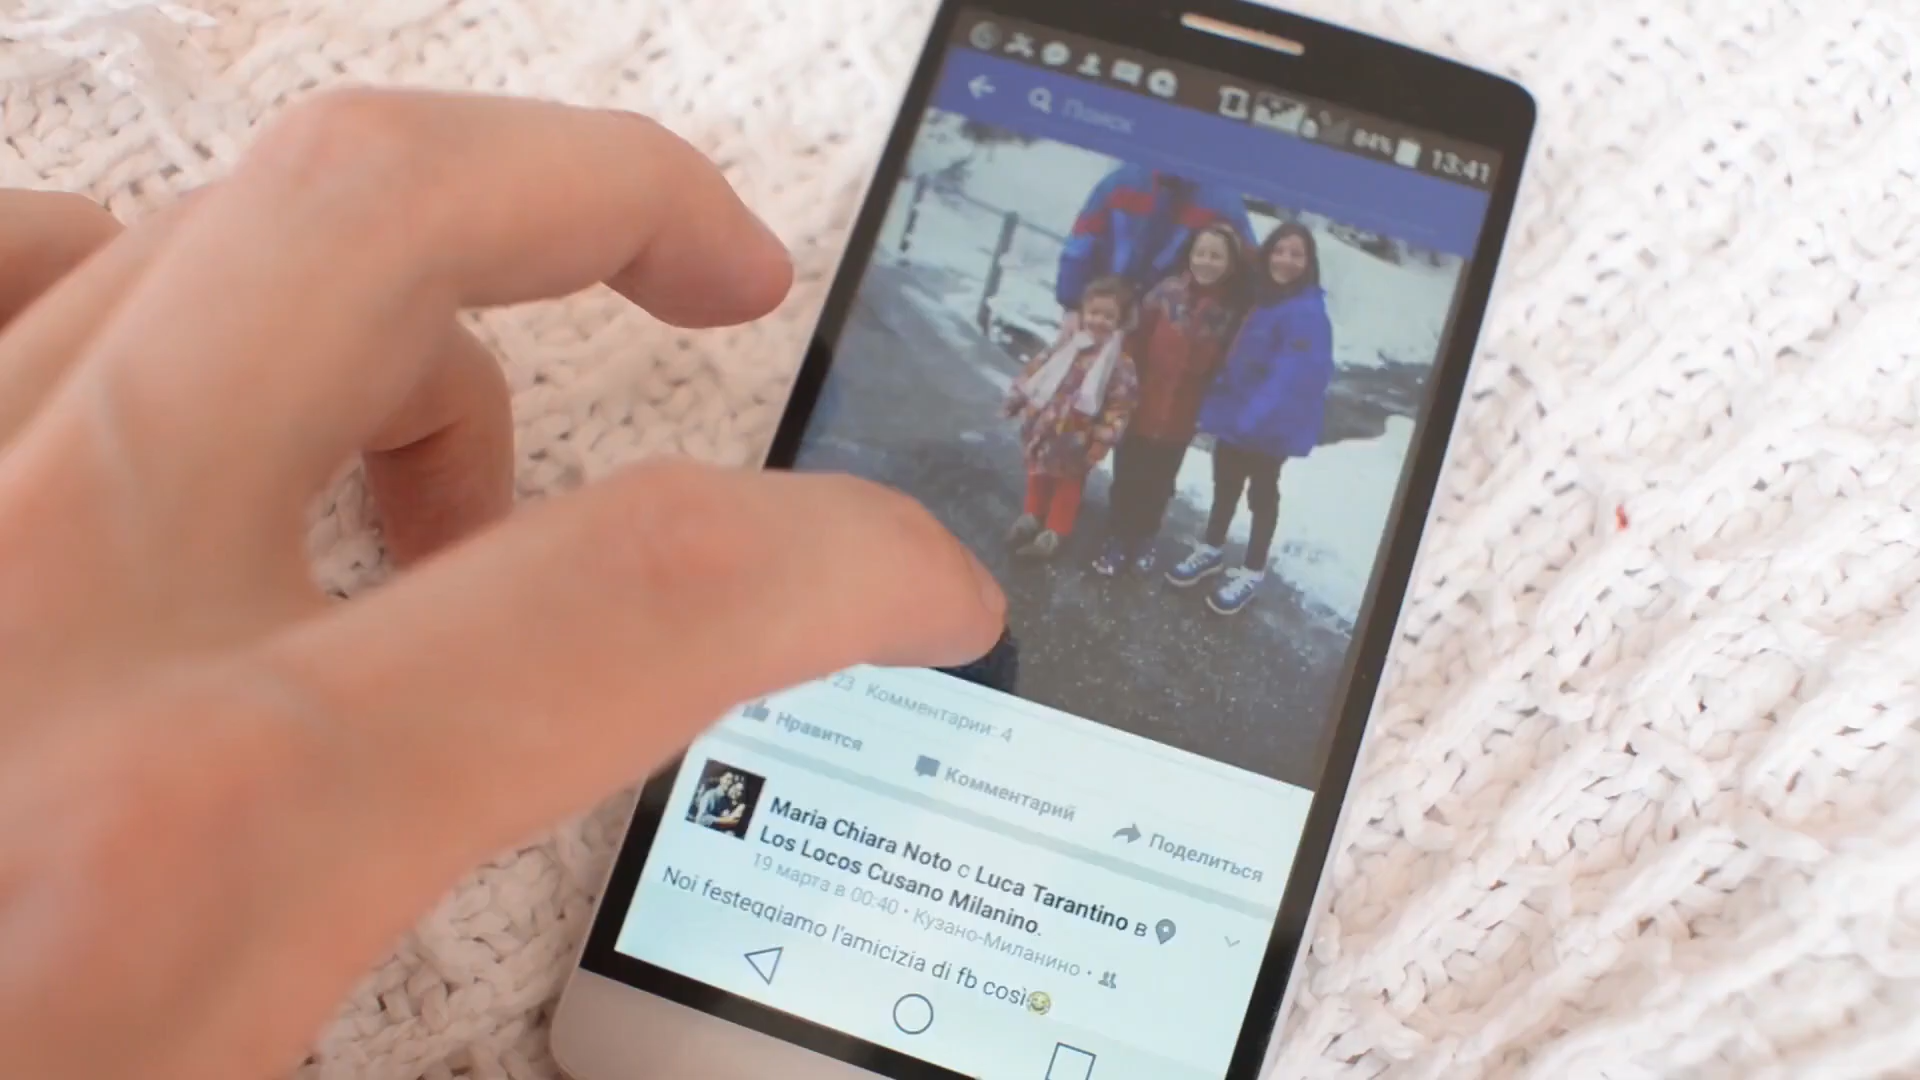 84% 13:41
Поиск
23 Комментарии: 4
Нравится Комментарий Поделиться
Maria Chiara Noto с Luca Tarantino в
Los Locos Cusano Milanino.
19 марта в 00:40 • Кузано-Миланино •
Noi festeggiamo l'amicizia di fb così😂